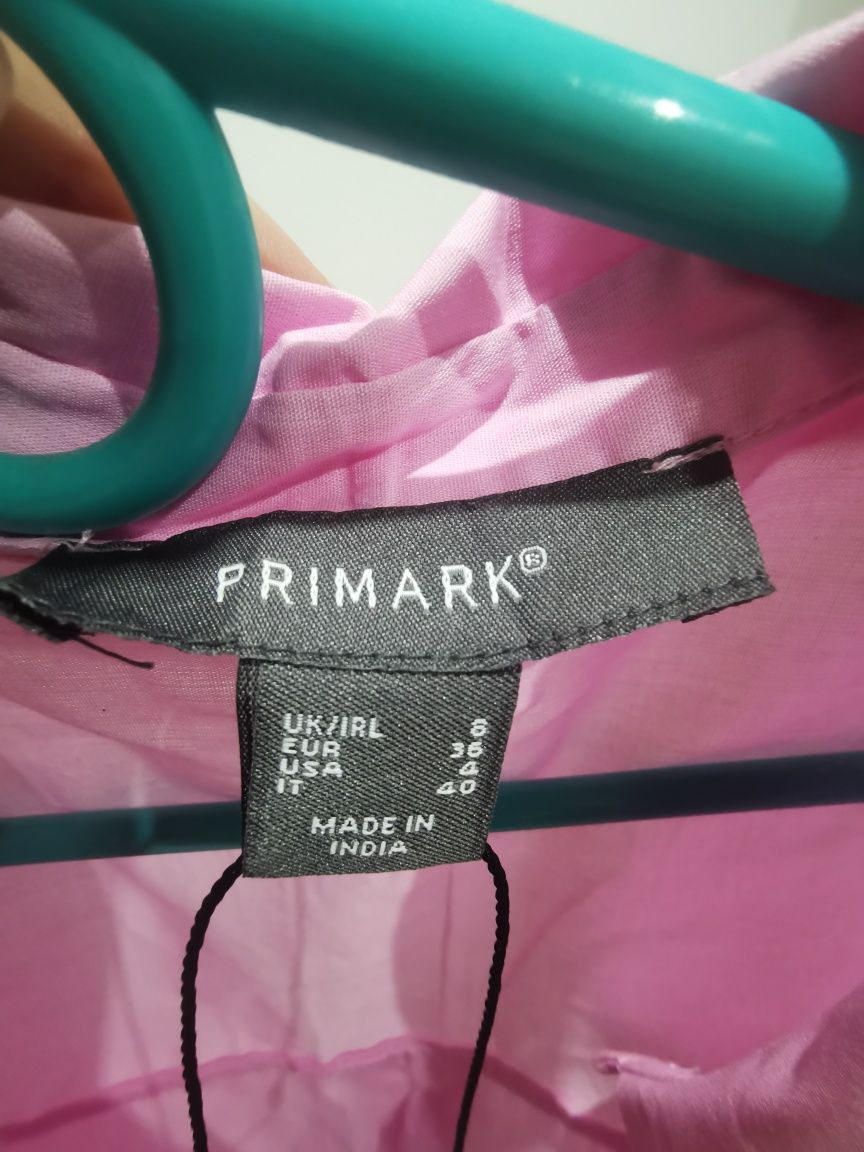 PRIMARK®
UK/IRL 8
EUR 36
USA 4
IT 40
MADE IN
INDIA